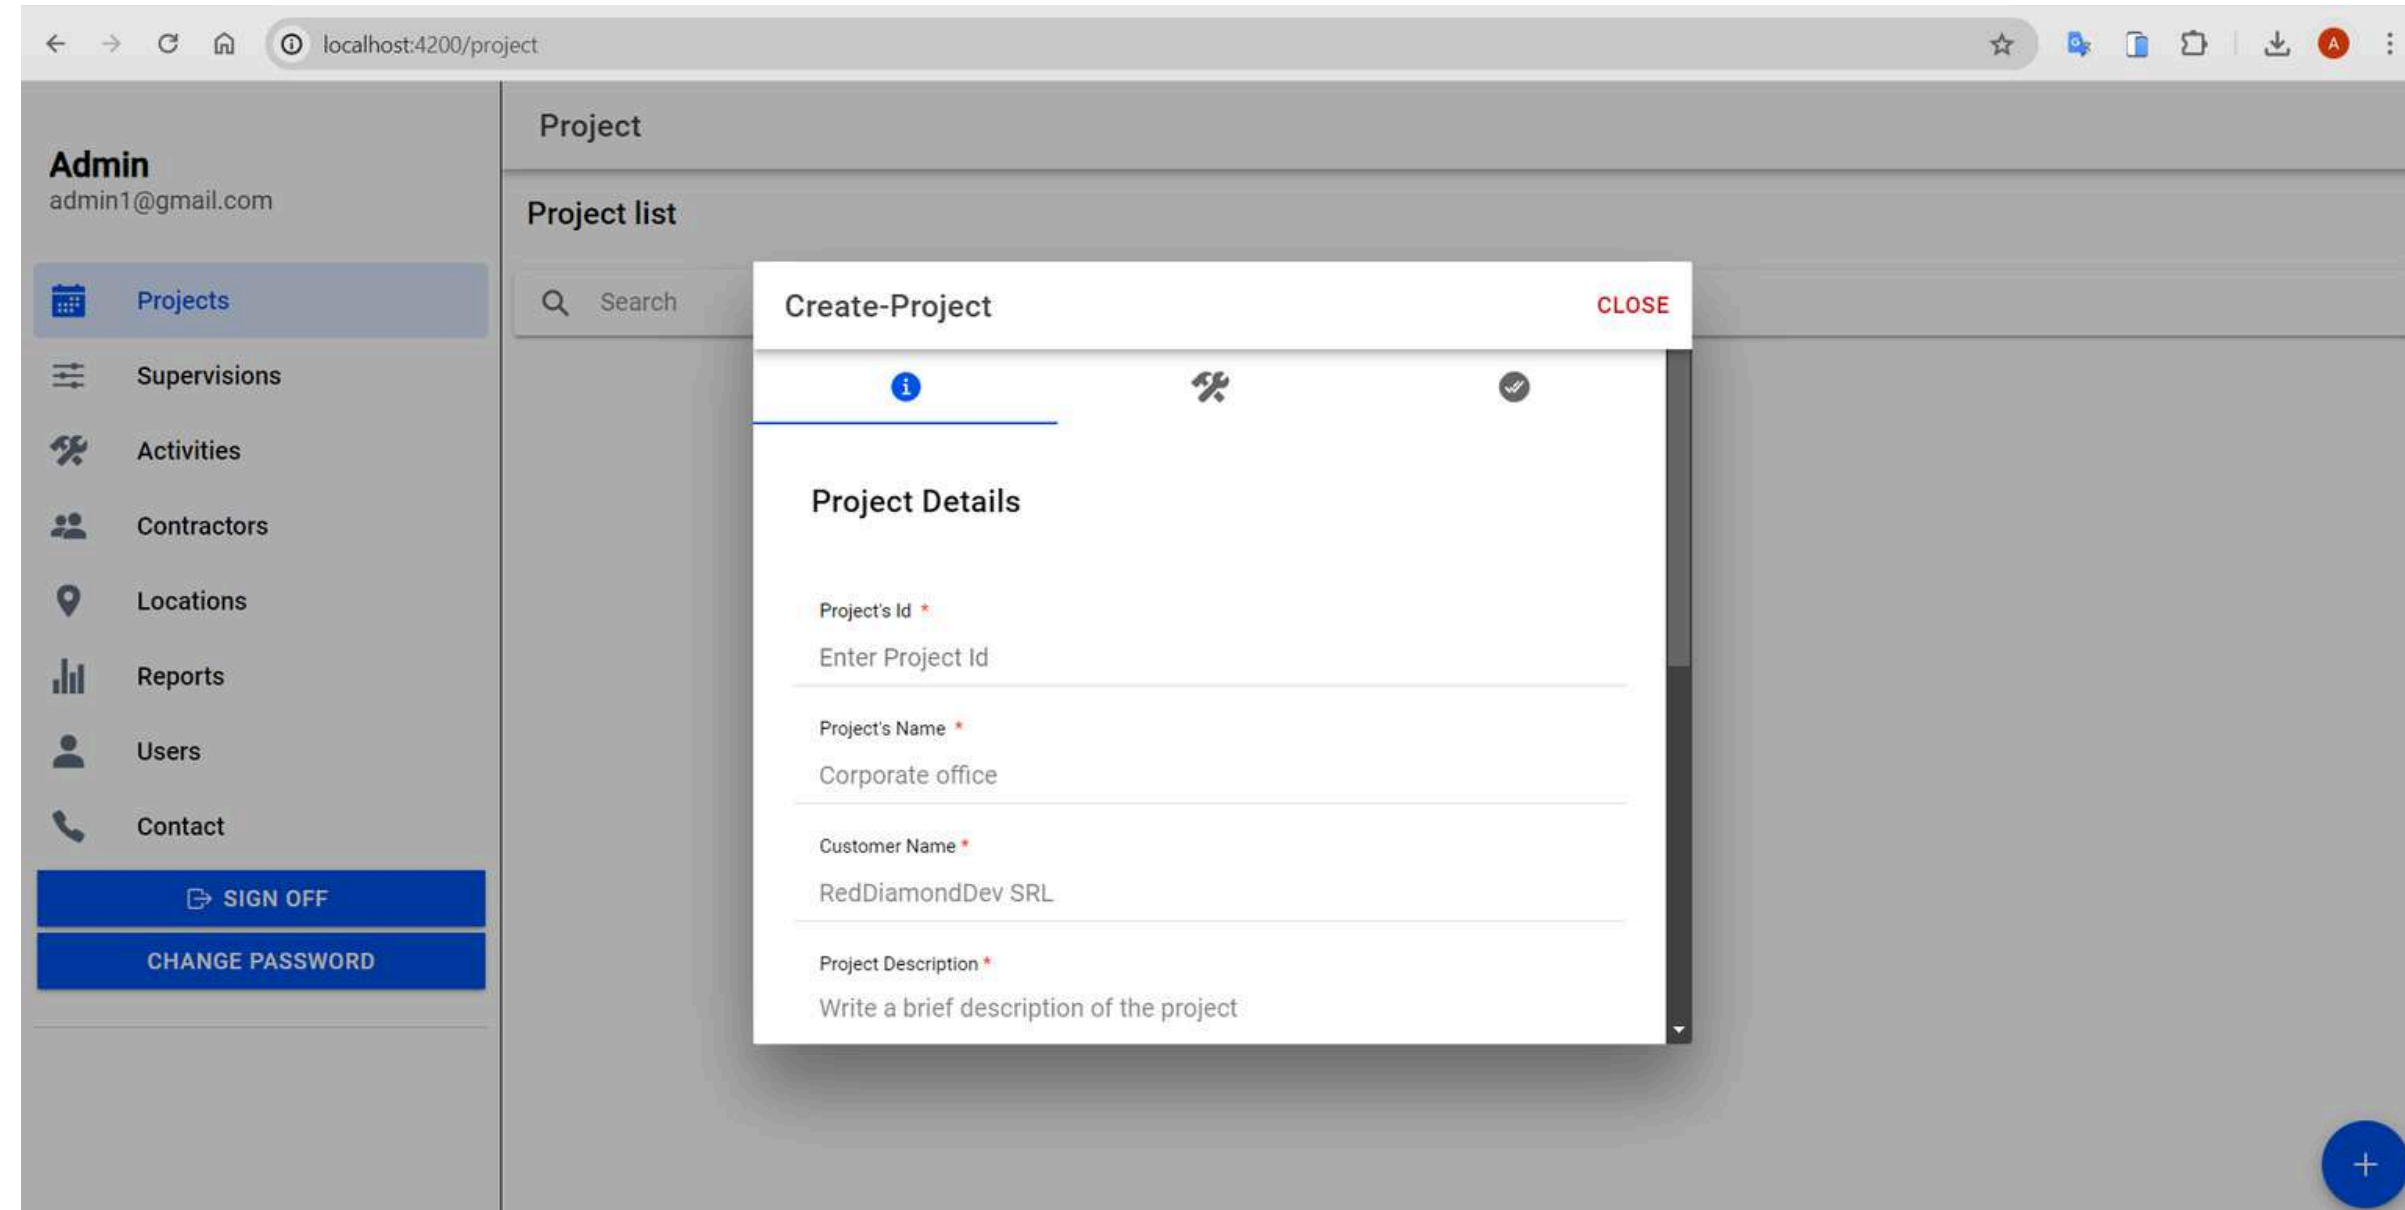 localhost:4200/project
A
Admin
admin1@gmail.com
Projects
Supervisions
Activities
Contractors
Locations
Reports
Users
Contact
SIGN OFF
CHANGE PASSWORD
Project
Project list
Search
Create-Project
CLOSE
Project Details
Project's Id *
Enter Project Id
Project's Name *
Corporate office
Customer Name *
RedDiamondDev SRL
Project Description *
Write a brief description of the project